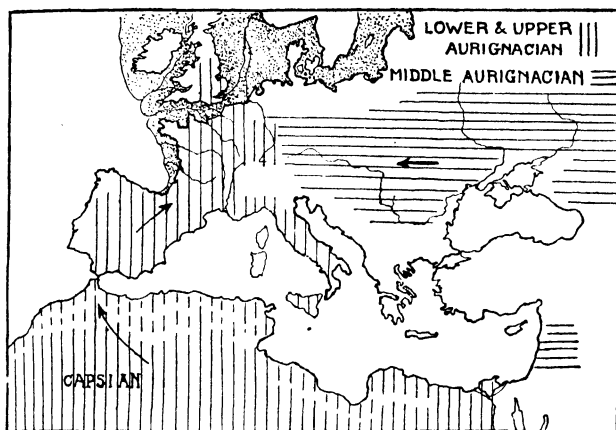 LOWER & UPPER
AURIGNACIAN
MIDDLE AURIGNACIAN
CAPSIAN